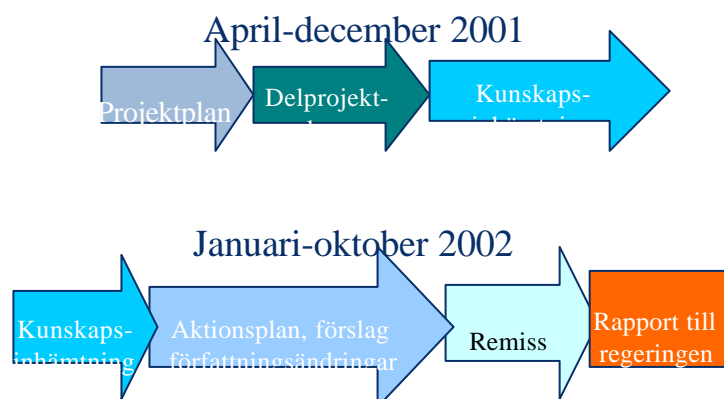 April-december 2001
Projektplan
Delprojekt-
Kunskaps-
Januari-oktober 2002
Kunskaps-
inhämtning
Aktionsplan, förslag
författningsändringar
Remiss
Rapport till
regeringen